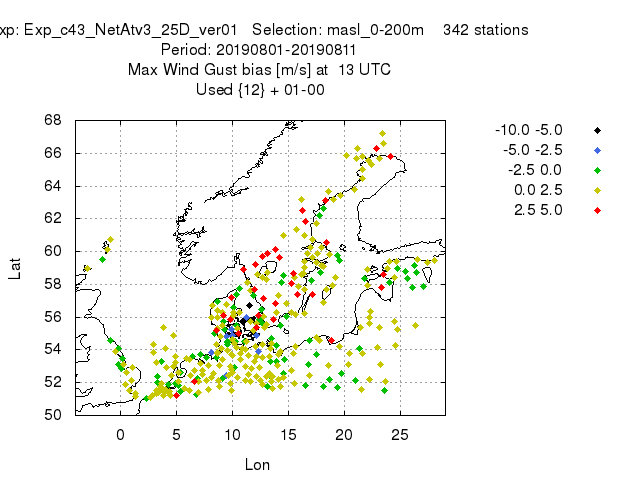 xp: Exp_c43_NetAtv3_25D_ver01 Selection: masl_0-200m 342 stations
Period: 20190801-20190811
Max Wind Gust bias [m/s] at 13 UTC
Used {12} + 01-00
68
66
64
62
60
58
56
54
52
50
Lat
0 5 10 15 20 25
Lon
-10.0 -5.0
-5.0 -2.5
-2.5 0.0
0.0 2.5
2.5 5.0